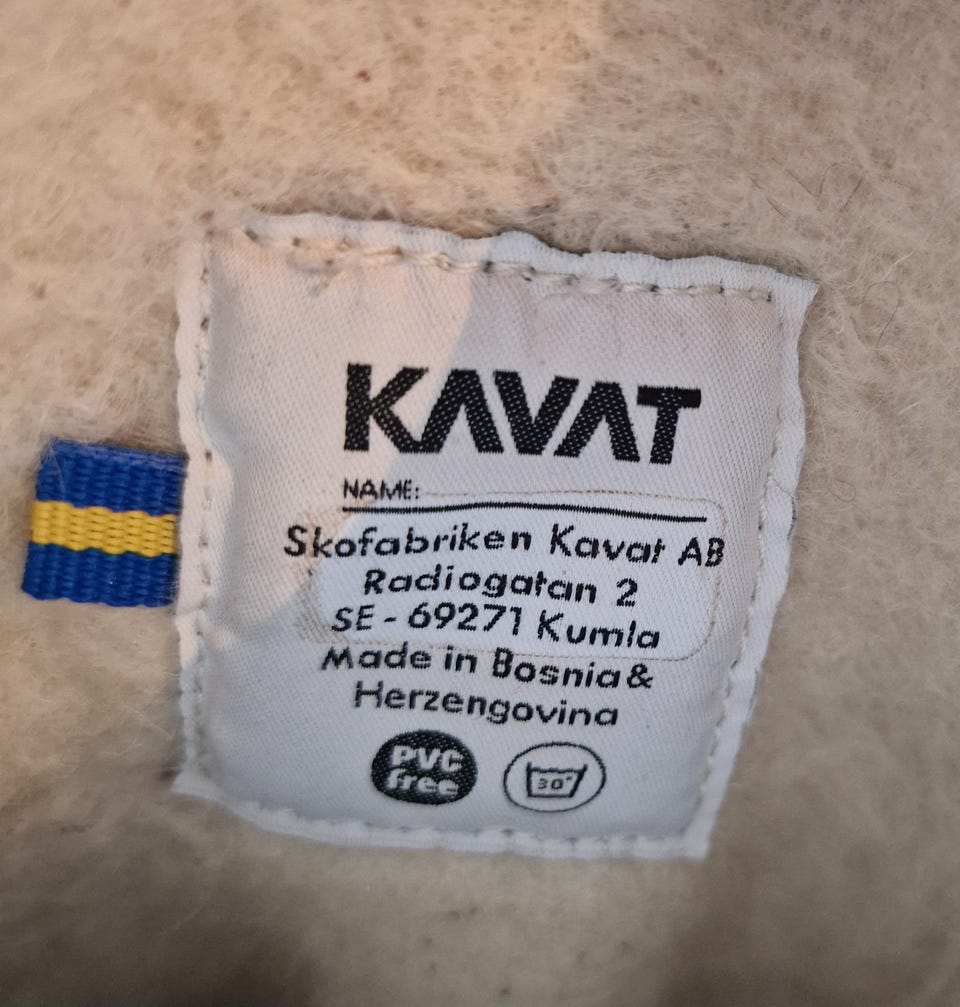 KAVAT
NAME:
Skofabriken Kavat AB
Radiogatan 2
SE - 69271 Kumla
Made in Bosnia &
Herzengovina
PVC
free
30°